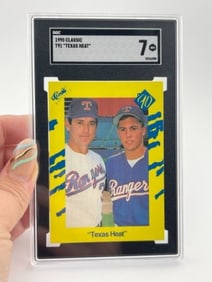 SGC
1990 CLASSIC
T91 "TEXAS HEAT"
7
NM
Classic
90
T
T
Rangers
Rangers
"Texas Heat"